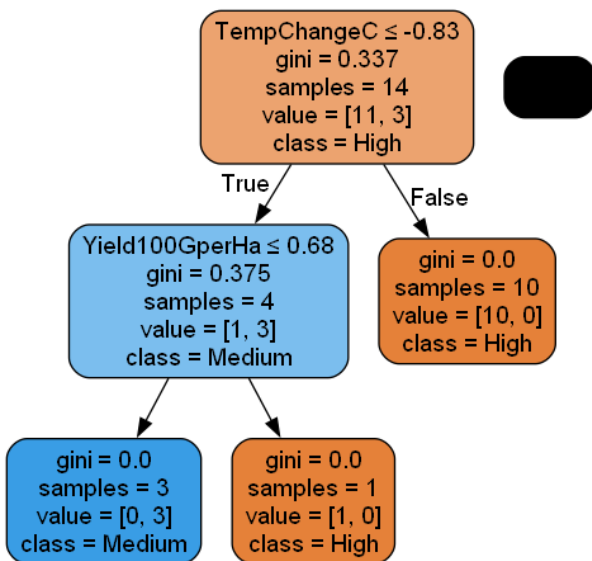 TempChangeC ≤ -0.83
gini = 0.337
samples = 14
value = [11, 3]
class = High
True
False
Yield100GperHa ≤ 0.68
gini = 0.375
samples = 4
value = [1, 3]
class = Medium
gini = 0.0
samples = 10
value = [10, 0]
class = High
gini = 0.0
samples = 3
value = [0, 3]
class = Medium
gini = 0.0
samples = 1
value = [1, 0]
class = High